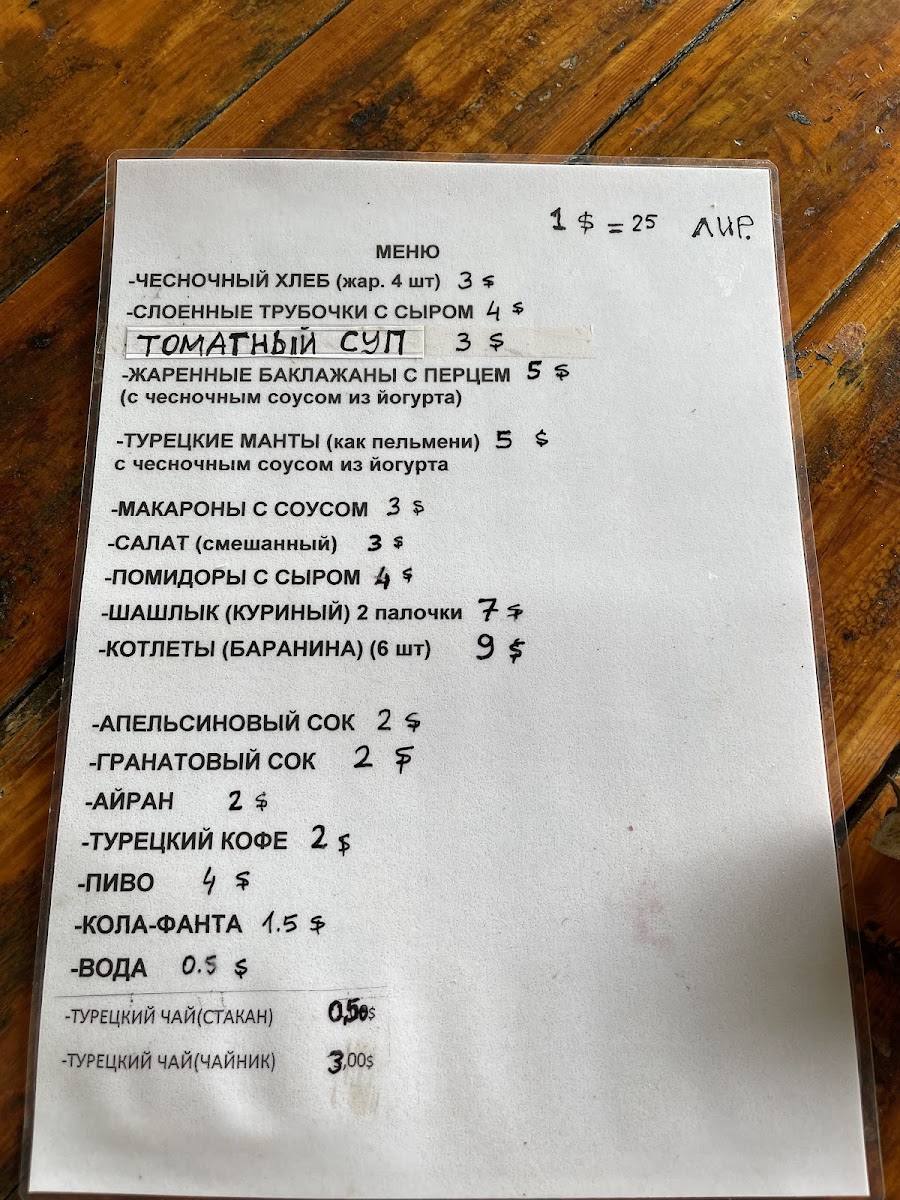 1 $ = 25 ЛИР.
МЕНЮ
-ЧЕСНОЧНЫЙ ХЛЕБ (жар. 4 шт) 3 $
-СЛОЕННЫЕ ТРУБОЧКИ С СЫРОМ 4 $
ТОМАТНЫЙ СУП 3 $
-ЖАРЕННЫЕ БАКЛАЖАНЫ С ПЕРЦЕМ 5 $
(с чесночным соусом из йогурта)
-ТУРЕЦКИЕ МАНТЫ (как пельмени) 5 $
с чесночным соусом из йогурта
-МАКАРОНЫ С СОУСОМ 3 $
-САЛАТ (смешанный) 3 $
-ПОМИДОРЫ С СЫРОМ 4 $
-ШАШЛЫК (КУРИНЫЙ) 2 палочки 7 $
-КОТЛЕТЫ (БАРАНИНА) (6 шт) 9 $
-АПЕЛЬСИНОВЫЙ СОК 2 $
-ГРАНАТОВЫЙ СОК 2 $
-АЙРАН 2 $
-ТУРЕЦКИЙ КОФЕ 2 $
-ПИВО 4 $
-КОЛА-ФАНТА 1.5 $
-ВОДА 0.5 $
-ТУРЕЦКИЙ ЧАЙ(СТАКАН) 0,50$
-ТУРЕЦКИЙ ЧАЙ(ЧАЙНИК) 3,00$